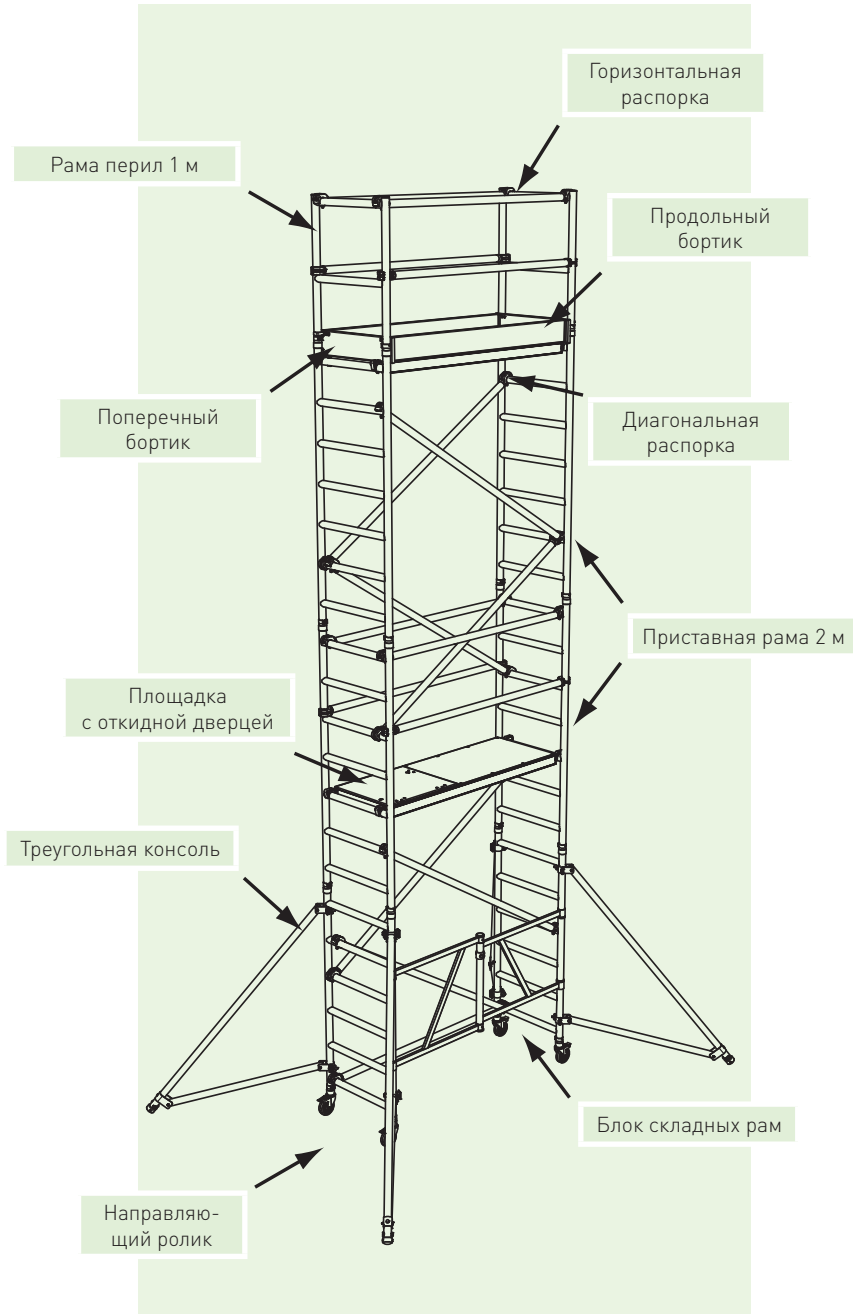 Горизонтальная
распорка
Рама перил 1 м
Продольный
бортик
Поперечный
бортик
Диагональная
распорка
Приставная рама 2 м
Площадка
с откидной дверцей
Треугольная консоль
Блок складных рам
Направляю-
щий ролик